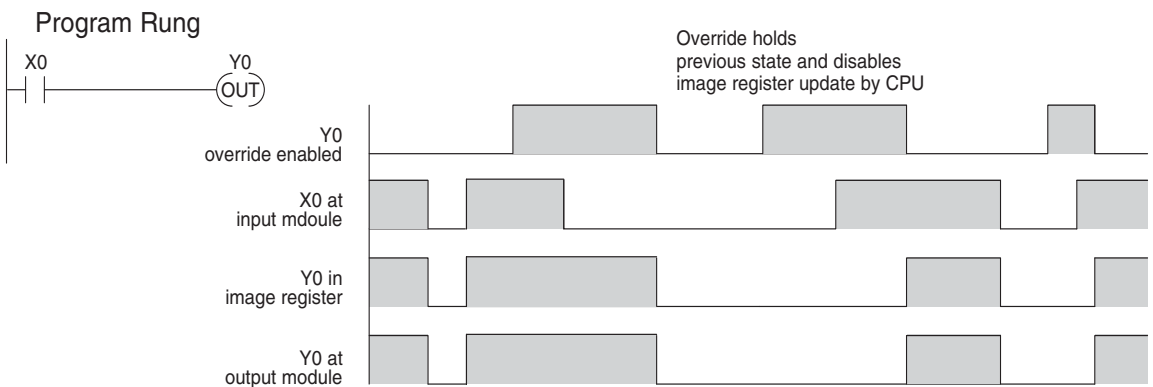 Program Rung
X0
Y0
OUT
Override holds
previous state and disables
image register update by CPU
Y0
override enabled
X0 at
input mdoule
Y0 in
image register
Y0 at
output module